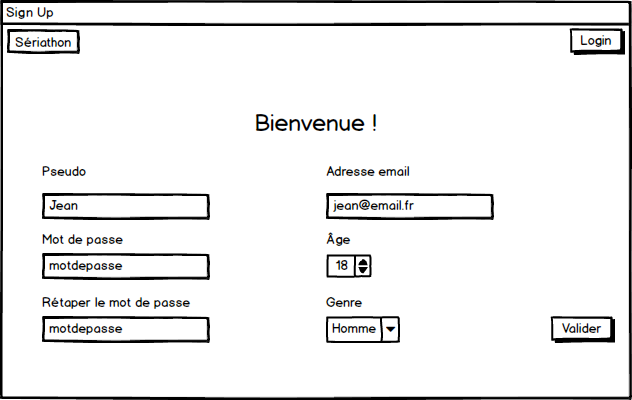 Sign Up
Sériathon
Login
Bienvenue !
Pseudo
Adresse email
Jean
jean@email.fr
Mot de passe
Âge
motdepasse
18
Rétaper le mot de passe
Genre
motdepasse
Homme
Valider